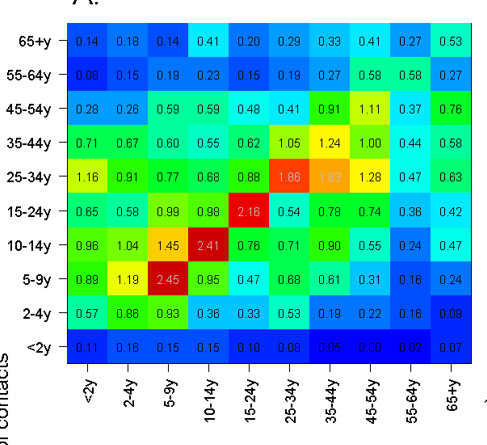 A.
65+y 0.14 0.18 0.14 0.41 0.20 0.29 0.33 0.41 0.27 0.53
55-64y 0.08 0.15 0.19 0.23 0.15 0.19 0.27 0.58 0.58 0.27
45-54y 0.28 0.26 0.59 0.59 0.48 0.41 0.91 1.11 0.37 0.76
35-44y 0.71 0.67 0.60 0.55 0.62 1.05 1.24 1.00 0.44 0.58
25-34y 1.16 0.91 0.77 0.68 0.88 1.86 1.63 1.28 0.47 0.63
15-24y 0.65 0.58 0.99 0.98 2.16 0.54 0.78 0.74 0.36 0.42
10-14y 0.96 1.04 1.45 2.41 0.76 0.71 0.90 0.55 0.24 0.47
5-9y 0.89 1.19 2.45 0.95 0.47 0.68 0.61 0.31 0.16 0.24
2-4y 0.57 0.86 0.93 0.36 0.33 0.53 0.19 0.22 0.16 0.09
<2y 0.11 0.16 0.15 0.15 0.10 0.08 0.05 0.02 0.07
<2y 2-4y 5-9y 10-14y 15-24y 25-34y 35-44y 45-54y 55-64y 65+y
contacts